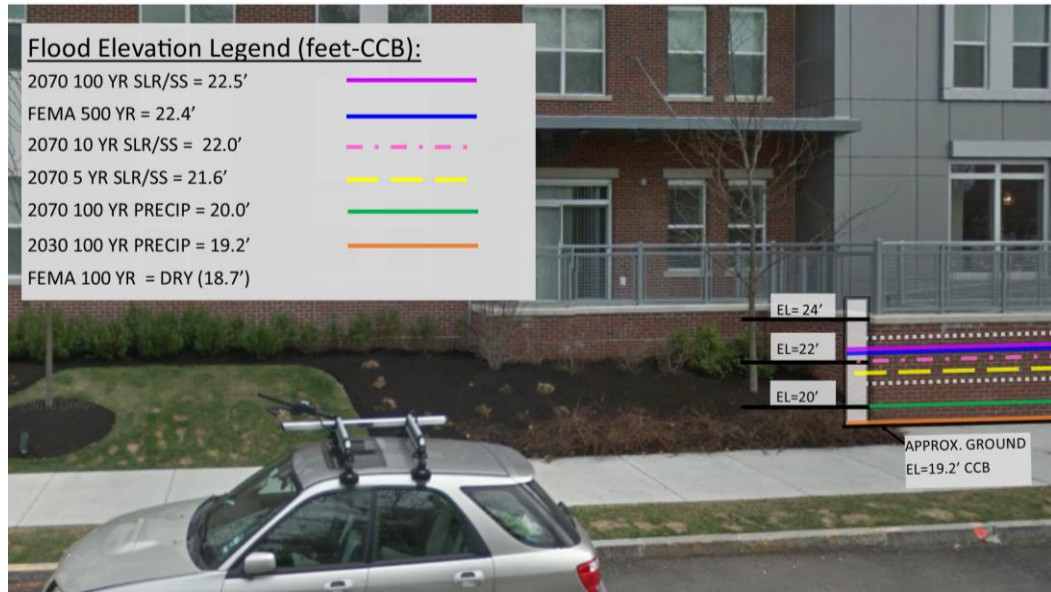 Flood Elevation Legend (feet-CCB):
2070 100 YR SLR/SS = 22.5’
FEMA 500 YR = 22.4’
2070 10 YR SLR/SS = 22.0’
2070 5 YR SLR/SS = 21.6’
2070 100 YR PRECIP = 20.0’
2030 100 YR PRECIP = 19.2’
FEMA 100 YR = DRY (18.7’)
EL= 24’
EL=22’
EL=20’
APPROX. GROUND
EL=19.2’ CCB